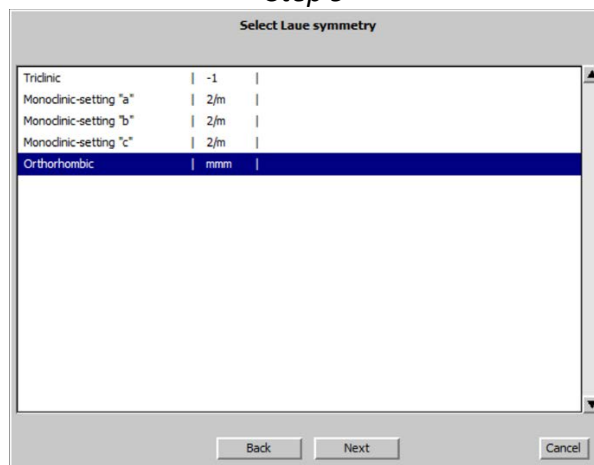 Select Laue symmetry
Triclinic | -1 |
Monoclinic-setting "a" | 2/m |
Monoclinic-setting "b" | 2/m |
Monoclinic-setting "c" | 2/m |
Orthorhombic | mmm |
Back Next Cancel